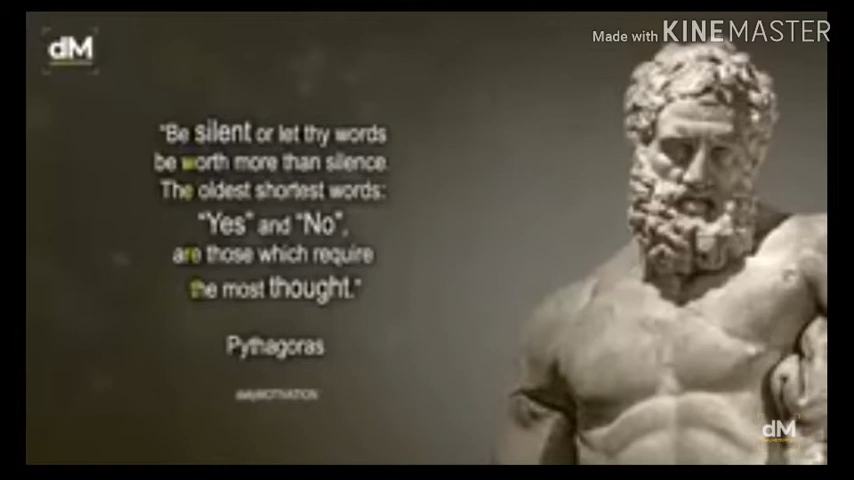 dM
Made with KINEMASTER
"Be silent or let thy words
be worth more than silence.
The oldest shortest words:
"Yes" and "No",
are those which require
the most thought."
Pythagoras
dailyMOTIVATION
dM